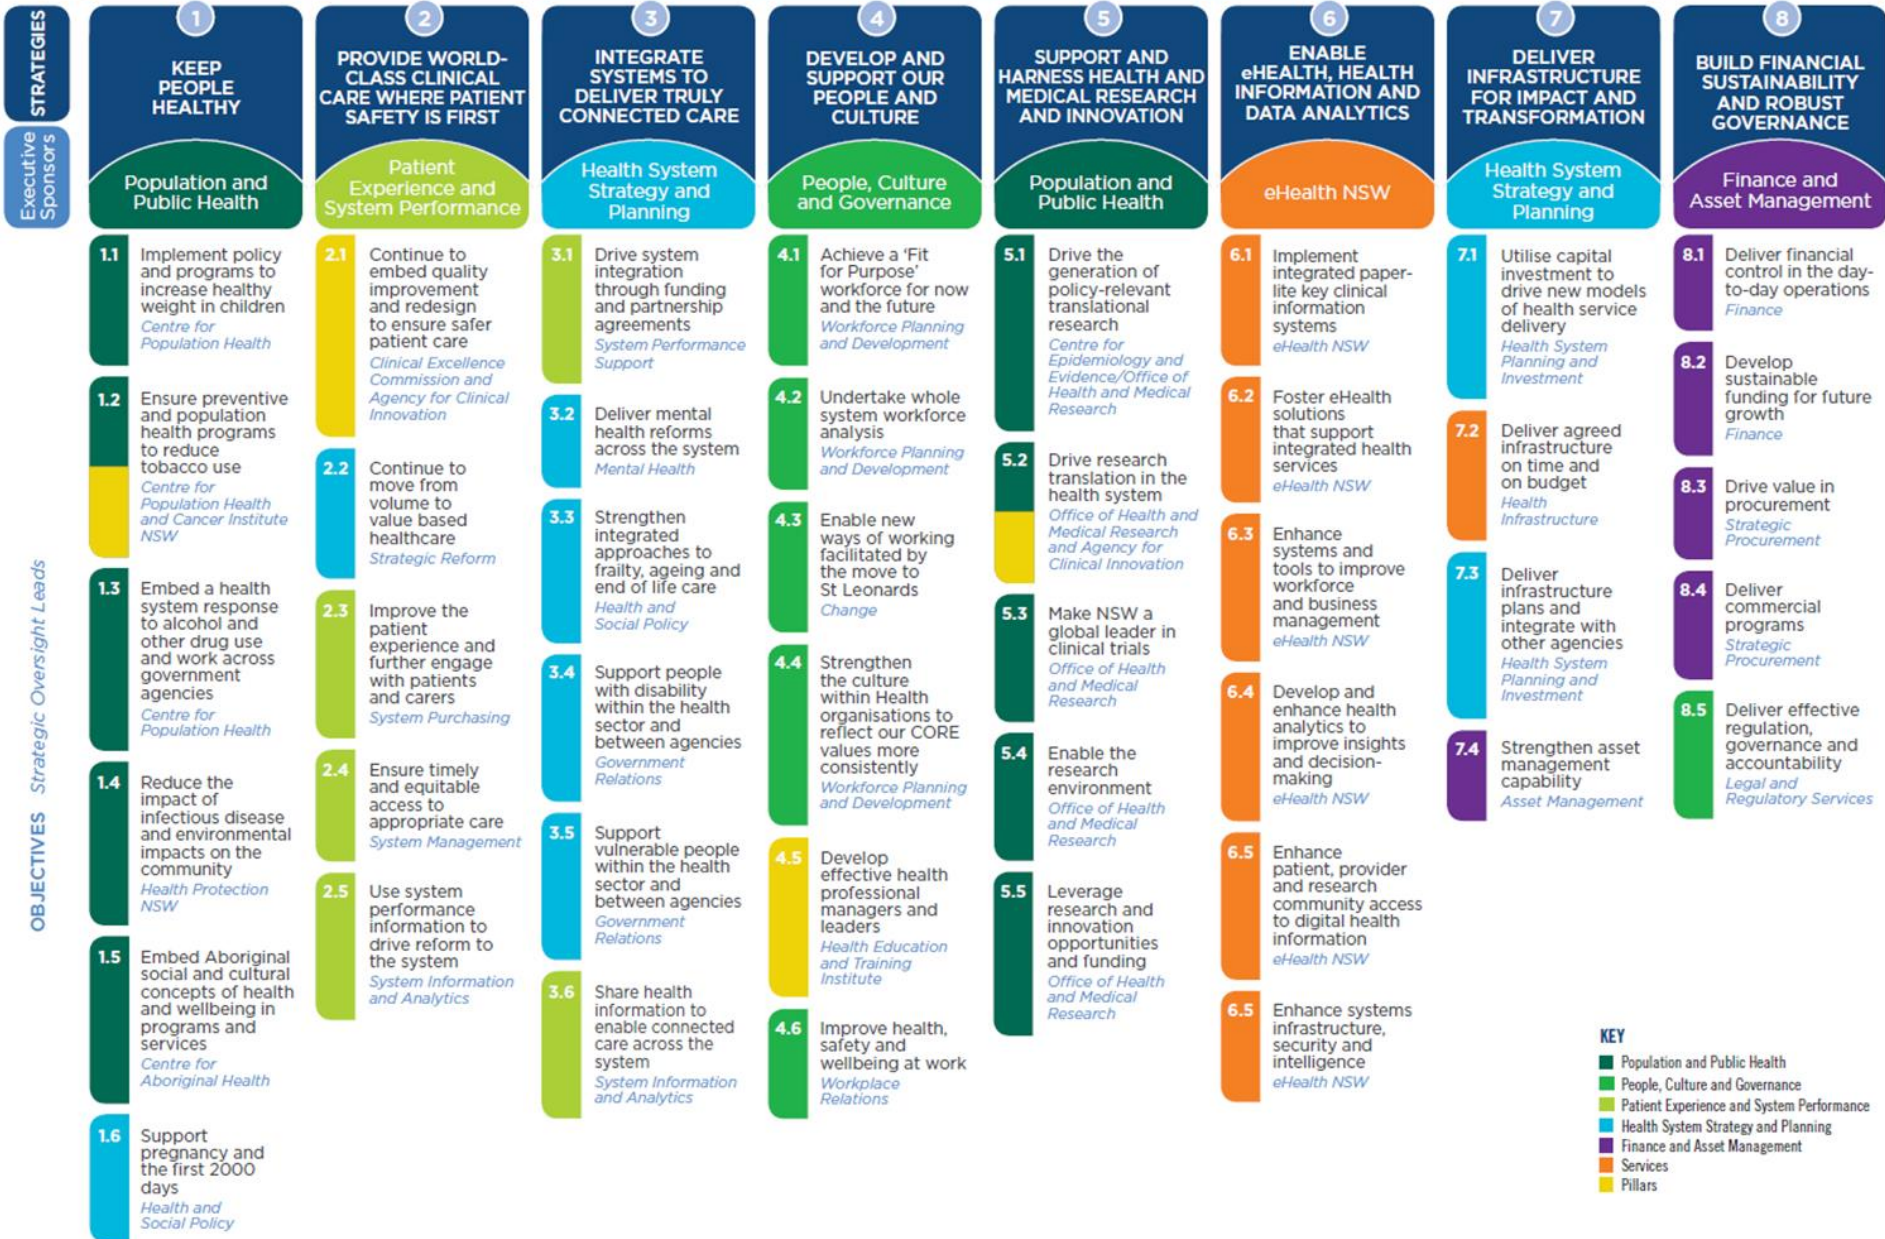 STRATEGIES
Executive
Sponsors
OBJECTIVES Strategic Oversight Leads
1
KEEP
PEOPLE
HEALTHY
Population and
Public Health
1.1
Implement policy
and programs to
increase healthy
weight in children
Centre for
Population Health
1.2
Ensure preventive
and population
health programs
to reduce
tobacco use
Centre for
Population Health
and Cancer Institute
NSW
1.3
Embed a health
system response
to alcohol and
other drug use
and work across
government
agencies
Centre for
Population Health
1.4
Reduce the
impact of
infectious disease
and environmental
impacts on the
community
Health Protection
NSW
1.5
Embed Aboriginal
social and cultural
concepts of health
and wellbeing in
programs and
services
Centre for
Aboriginal Health
1.6
Support
pregnancy and
the first 2000
days
Health and
Social Policy
2
PROVIDE WORLD-
CLASS CLINICAL
CARE WHERE PATIENT
SAFETY IS FIRST
Patient
Experience and
System Performance
2.1
Continue to
embed quality
improvement
and redesign
to ensure safer
patient care
Clinical Excellence
Commission and
Agency for Clinical
Innovation
2.2
Continue to
move from
volume to
value based
healthcare
Strategic Reform
2.3
Improve the
patient
experience and
further engage
with patients
and carers
System Purchasing
2.4
Ensure timely
and equitable
access to
appropriate care
System Management
2.5
Use system
performance
information to
drive reform to
the system
System Information
and Analytics
3
INTEGRATE
SYSTEMS TO
DELIVER TRULY
CONNECTED CARE
Health System
Strategy and
Planning
3.1
Drive system
integration
through funding
and partnership
agreements
System Performance
Support
3.2
Deliver mental
health reforms
across the system
Mental Health
3.3
Strengthen
integrated
approaches to
frailty, ageing and
end of life care
Health and
Social Policy
3.4
Support people
with disability
within the health
sector and
between agencies
Government
Relations
3.5
Support
vulnerable people
within the health
sector and
between agencies
Government
Relations
3.6
Share health
information to
enable connected
care across the
system
System Information
and Analytics
4
DEVELOP AND
SUPPORT OUR
PEOPLE AND
CULTURE
People, Culture
and Governance
4.1
Achieve a ‘Fit
for Purpose’
workforce for now
and the future
Workforce Planning
and Development
4.2
Undertake whole
system workforce
analysis
Workforce Planning
and Development
4.3
Enable new
ways of working
facilitated by
the move to
St Leonards
Change
4.4
Strengthen
the culture
within Health
organisations to
reflect our CORE
values more
consistently
Workforce Planning
and Development
4.5
Develop
effective health
professional
managers and
leaders
Health Education
and Training
Institute
4.6
Improve health,
safety and
wellbeing at work
Workplace
Relations
5
SUPPORT AND
HARNESS HEALTH AND
MEDICAL RESEARCH
AND INNOVATION
Population and
Public Health
5.1
Drive the
generation of
policy-relevant
translational
research
Centre for
Epidemiology and
Evidence/Office of
Health and Medical
Research
5.2
Drive research
translation in the
health system
Office of Health and
Medical Research
and Agency for
Clinical Innovation
5.3
Make NSW a
global leader in
clinical trials
Office of Health
and Medical
Research
5.4
Enable the
research
environment
Office of Health
and Medical
Research
5.5
Leverage
research and
innovation
opportunities
and funding
Office of Health
and Medical
Research
6
ENABLE
eHEALTH, HEALTH
INFORMATION AND
DATA ANALYTICS
eHealth NSW
6.1
Implement
integrated paper-
lite key clinical
information
systems
eHealth NSW
6.2
Foster eHealth
solutions
that support
integrated health
services
eHealth NSW
6.3
Enhance
systems and
tools to improve
workforce
and business
management
eHealth NSW
6.4
Develop and
enhance health
analytics to
improve insights
and decision-
making
eHealth NSW
6.5
Enhance
patient, provider
and research
community access
to digital health
information
eHealth NSW
6.5
Enhance systems
infrastructure,
security and
intelligence
eHealth NSW
7
DELIVER
INFRASTRUCTURE
FOR IMPACT AND
TRANSFORMATION
Health System
Strategy and
Planning
7.1
Utilise capital
investment to
drive new models
of health service
delivery
Health System
Planning and
Investment
7.2
Deliver agreed
infrastructure
on time and
on budget
Health
Infrastructure
7.3
Deliver
infrastructure
plans and
integrate with
other agencies
Health System
Planning and
Investment
7.4
Strengthen asset
management
capability
Asset Management
8
BUILD FINANCIAL
SUSTAINABILITY
AND ROBUST
GOVERNANCE
Finance and
Asset Management
8.1
Deliver financial
control in the day-
to-day operations
Finance
8.2
Develop
sustainable
funding for future
growth
Finance
8.3
Drive value in
procurement
Strategic
Procurement
8.4
Deliver
commercial
programs
Strategic
Procurement
8.5
Deliver effective
regulation,
governance and
accountability
Legal and
Regulatory Services
KEY
Population and Public Health
People, Culture and Governance
Patient Experience and System Performance
Health System Strategy and Planning
Finance and Asset Management
Services
Pillars